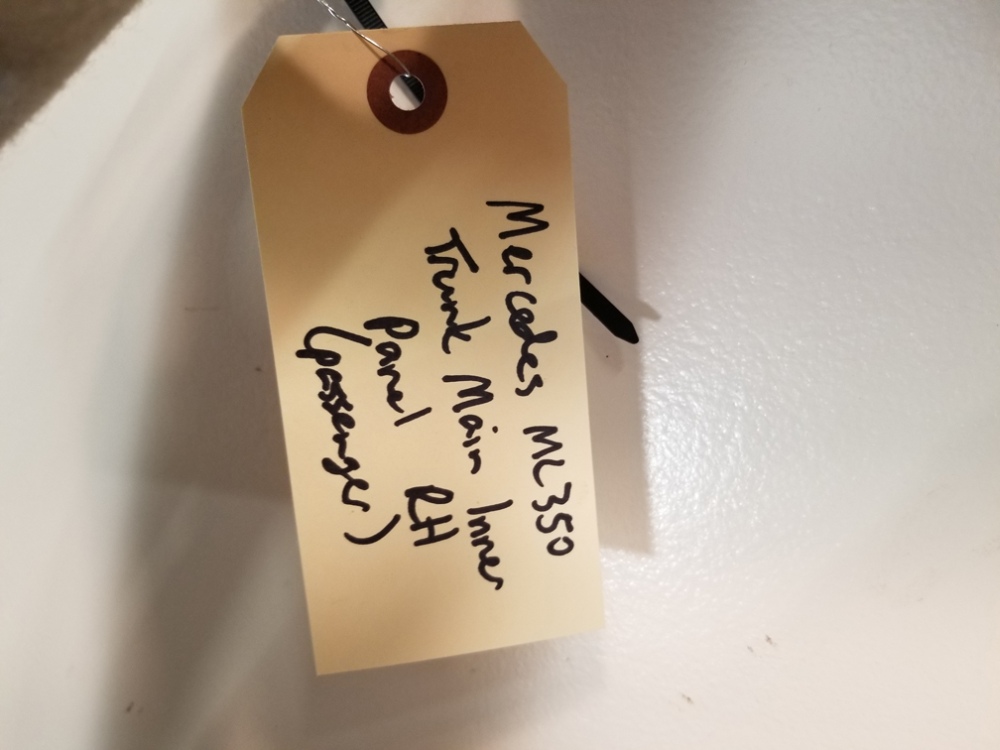 Mercedes ML350
Trunk Main Inner
Panel RH
(passenger)